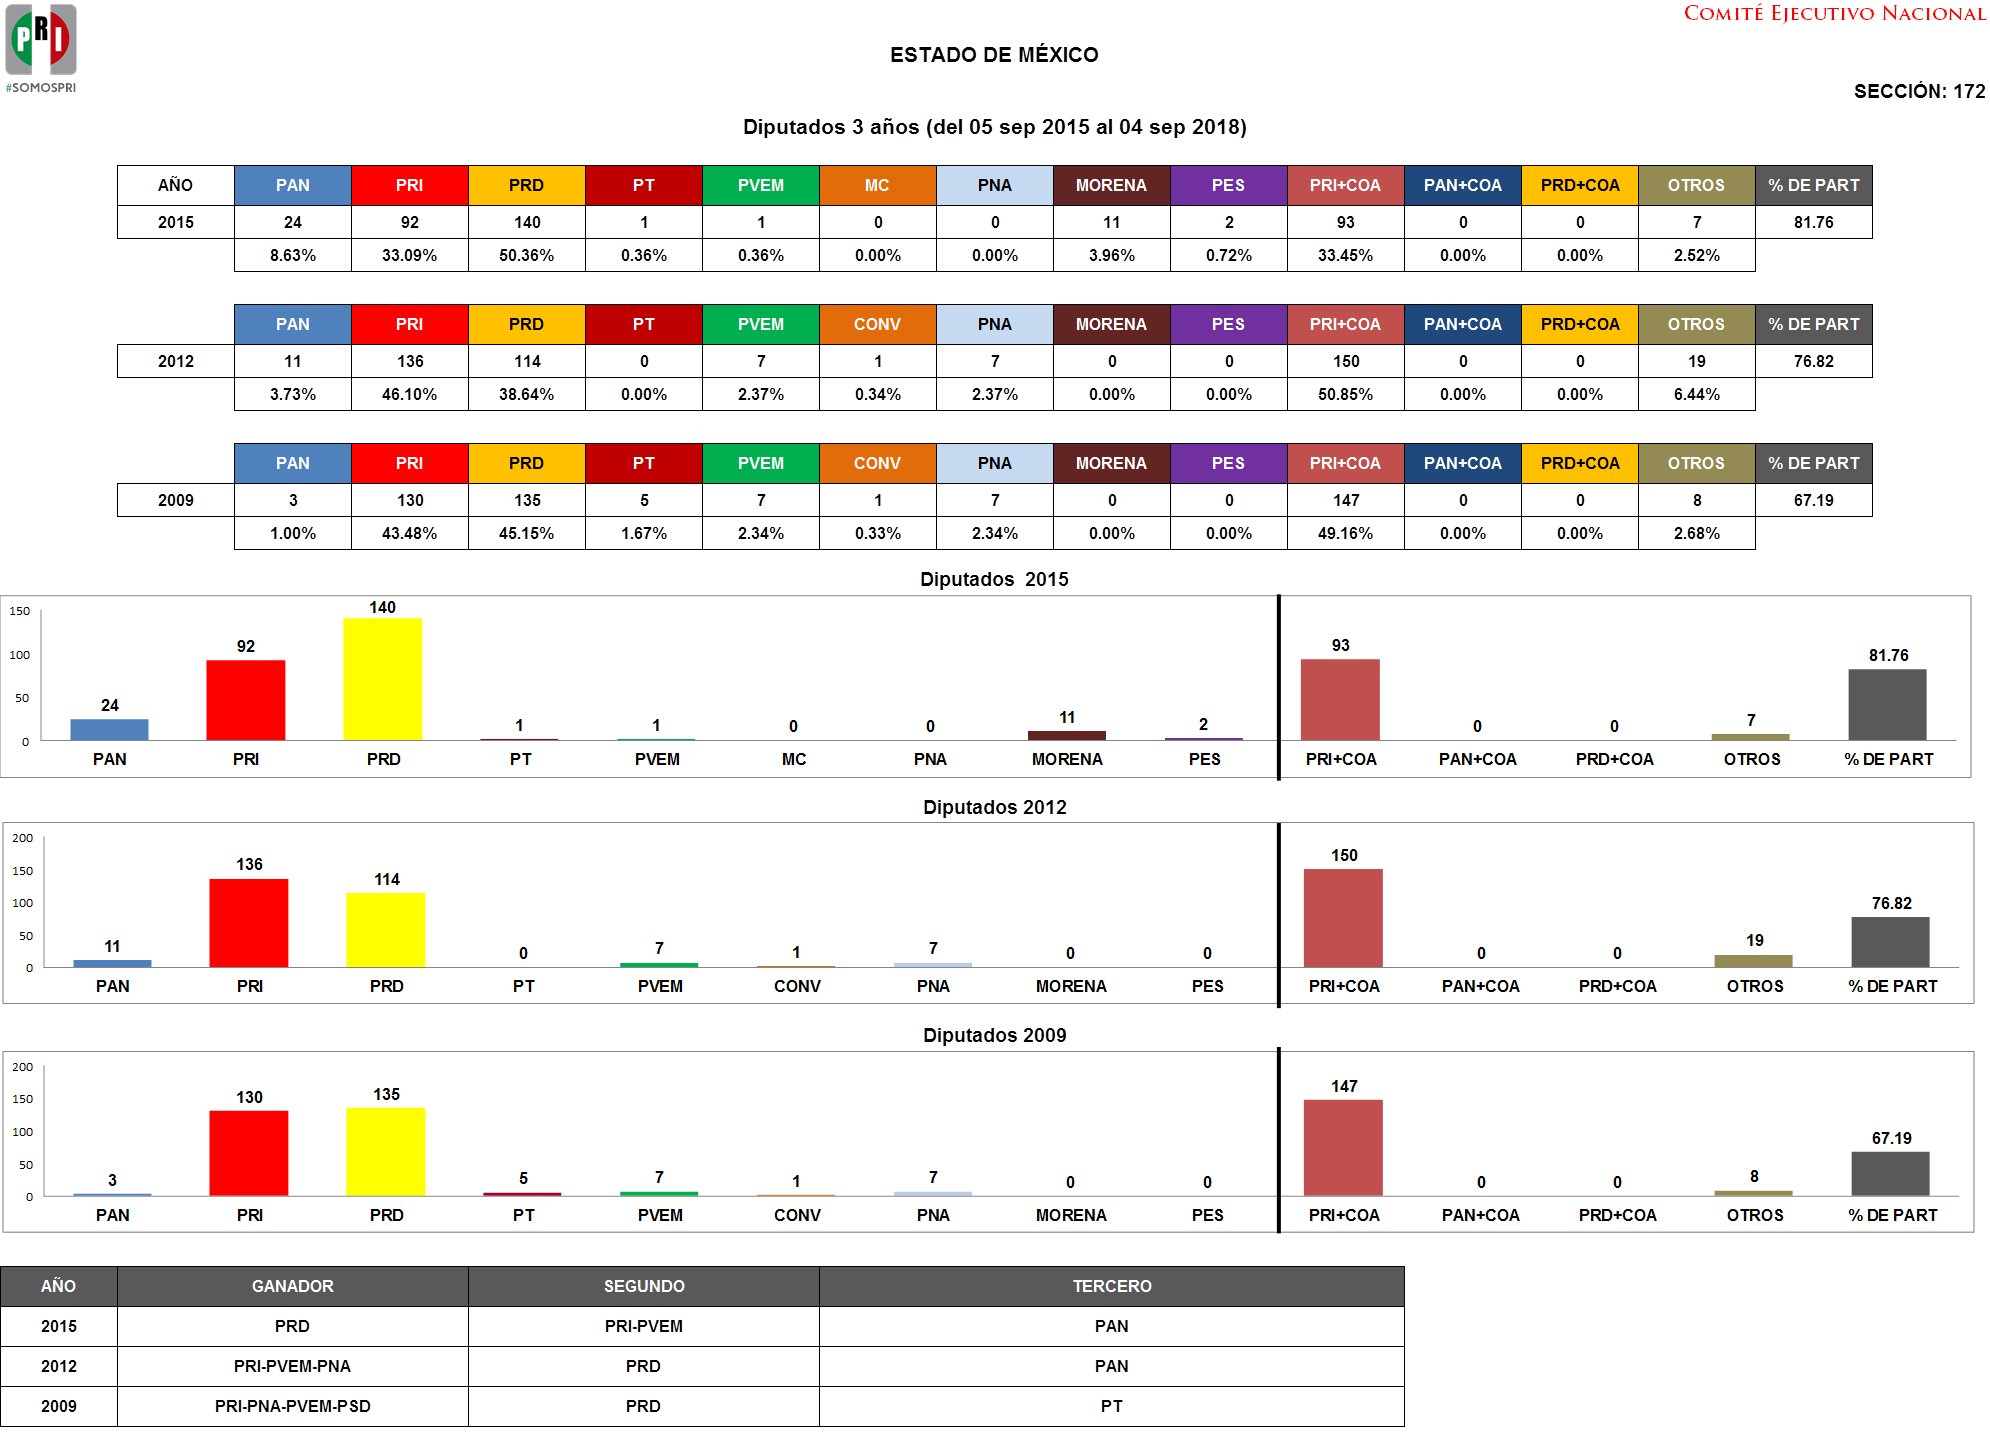 PRI
#SOMOSPRI
COMITÉ EJECUTIVO NACIONAL
ESTADO DE MÉXICO
SECCIÓN: 172
Diputados 3 años (del 05 sep 2015 al 04 sep 2018)
AÑO PAN PRI PRD PT PVEM MC PNA MORENA PES PRI+COA PAN+COA PRD+COA OTROS % DE PART
2015 24 92 140 1 1 0 0 11 2 93 0 0 7 81.76
8.63% 33.09% 50.36% 0.36% 0.36% 0.00% 0.00% 3.96% 0.72% 33.45% 0.00% 0.00% 2.52%
PAN PRI PRD PT PVEM CONV PNA MORENA PES PRI+COA PAN+COA PRD+COA OTROS % DE PART
2012 11 136 114 0 7 1 7 0 0 150 0 0 19 76.82
3.73% 46.10% 38.64% 0.00% 2.37% 0.34% 2.37% 0.00% 0.00% 50.85% 0.00% 0.00% 6.44%
PAN PRI PRD PT PVEM CONV PNA MORENA PES PRI+COA PAN+COA PRD+COA OTROS % DE PART
2009 3 130 135 5 7 1 7 0 0 147 0 0 8 67.19
1.00% 43.48% 45.15% 1.67% 2.34% 0.33% 2.34% 0.00% 0.00% 49.16% 0.00% 0.00% 2.68%
Diputados 2015
150
100
50
0
24 92 140 1 1 0 0 11 2 93 0 0 7 81.76
PAN PRI PRD PT PVEM MC PNA MORENA PES PRI+COA PAN+COA PRD+COA OTROS % DE PART
Diputados 2012
200
150
100
50
0
11 136 114 0 7 1 7 0 0 150 0 0 19 76.82
PAN PRI PRD PT PVEM CONV PNA MORENA PES PRI+COA PAN+COA PRD+COA OTROS % DE PART
Diputados 2009
200
150
100
50
0
3 130 135 5 7 1 7 0 0 147 0 0 8 67.19
PAN PRI PRD PT PVEM CONV PNA MORENA PES PRI+COA PAN+COA PRD+COA OTROS % DE PART
AÑO GANADOR SEGUNDO TERCERO
2015 PRD PRI-PVEM PAN
2012 PRI-PVEM-PNA PRD PAN
2009 PRI-PNA-PVEM-PSD PRD PT